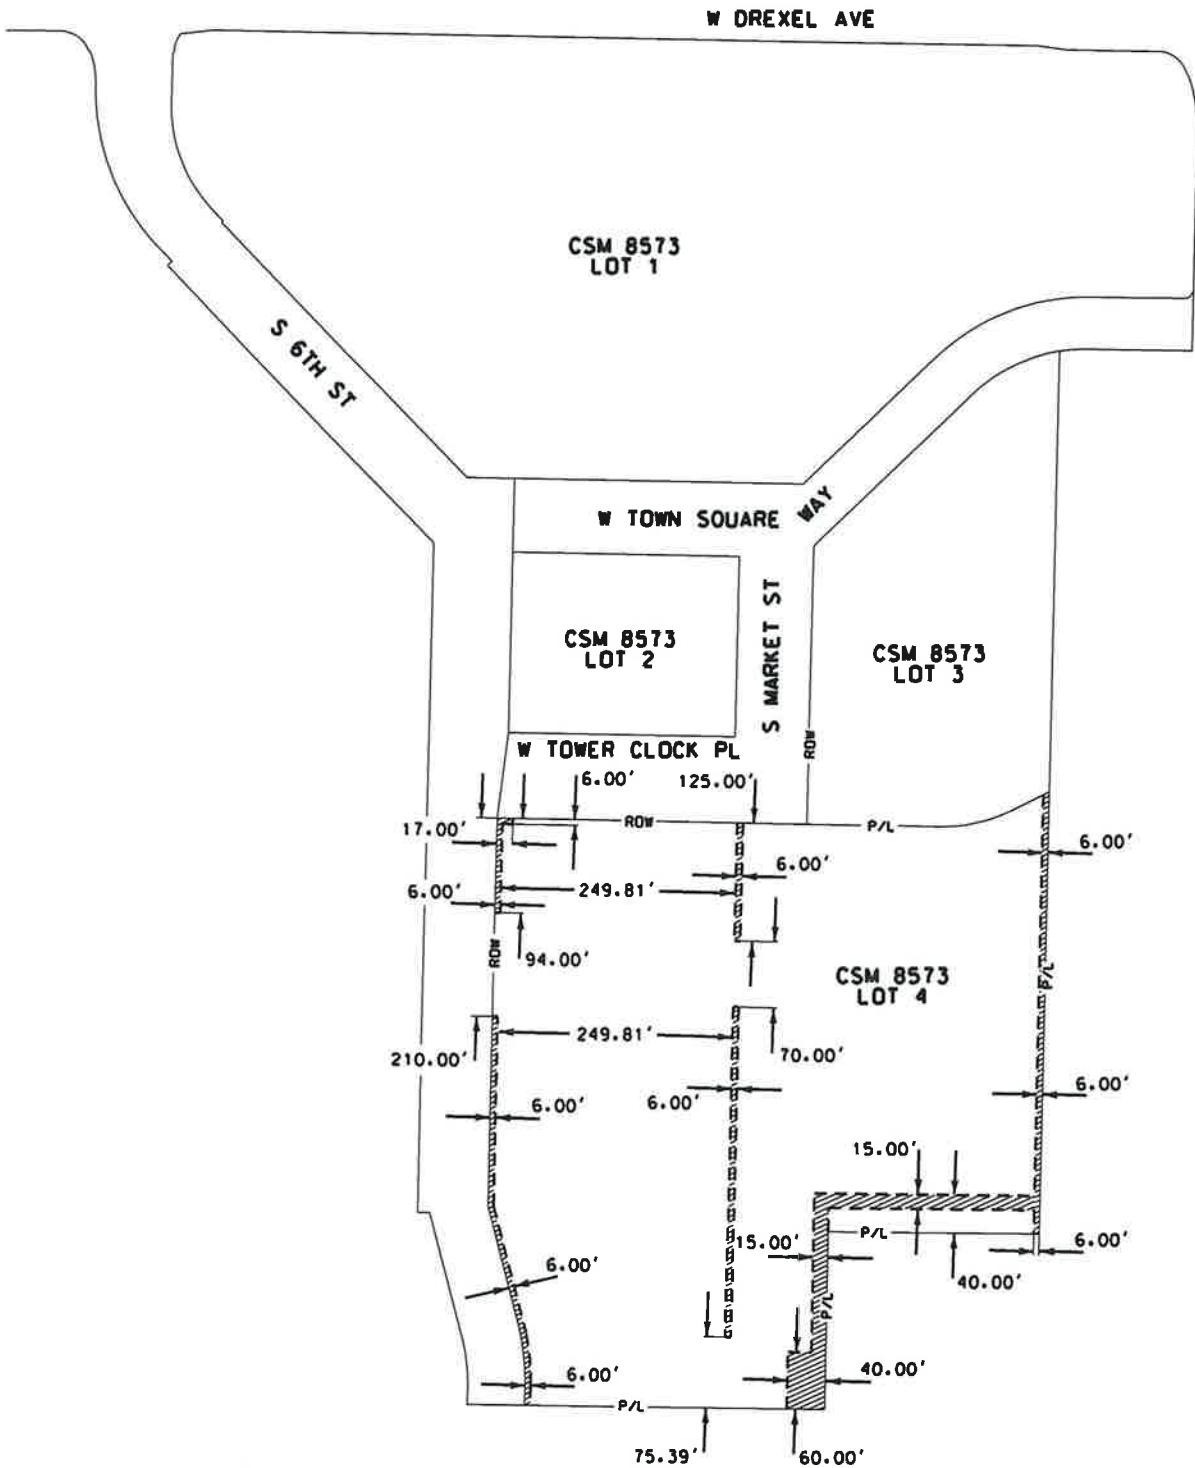 W DREXEL AVE
CSM 8573
LOT 1
S 6TH ST
W TOWN SQUARE WAY
S MARKET ST
CSM 8573
LOT 2
CSM 8573
LOT 3
ROW
W TOWER CLOCK PL
6.00'
125.00'
ROW
P/L
17.00'
6.00'
6.00'
6.00'
249.81'
ROW
94.00'
CSM 8573
LOT 4
P/L
249.81'
210.00'
70.00'
6.00'
6.00'
6.00'
15.00'
P/L
15.00'
6.00'
6.00'
40.00'
P/L
6.00'
40.00'
P/L
75.39'
60.00'